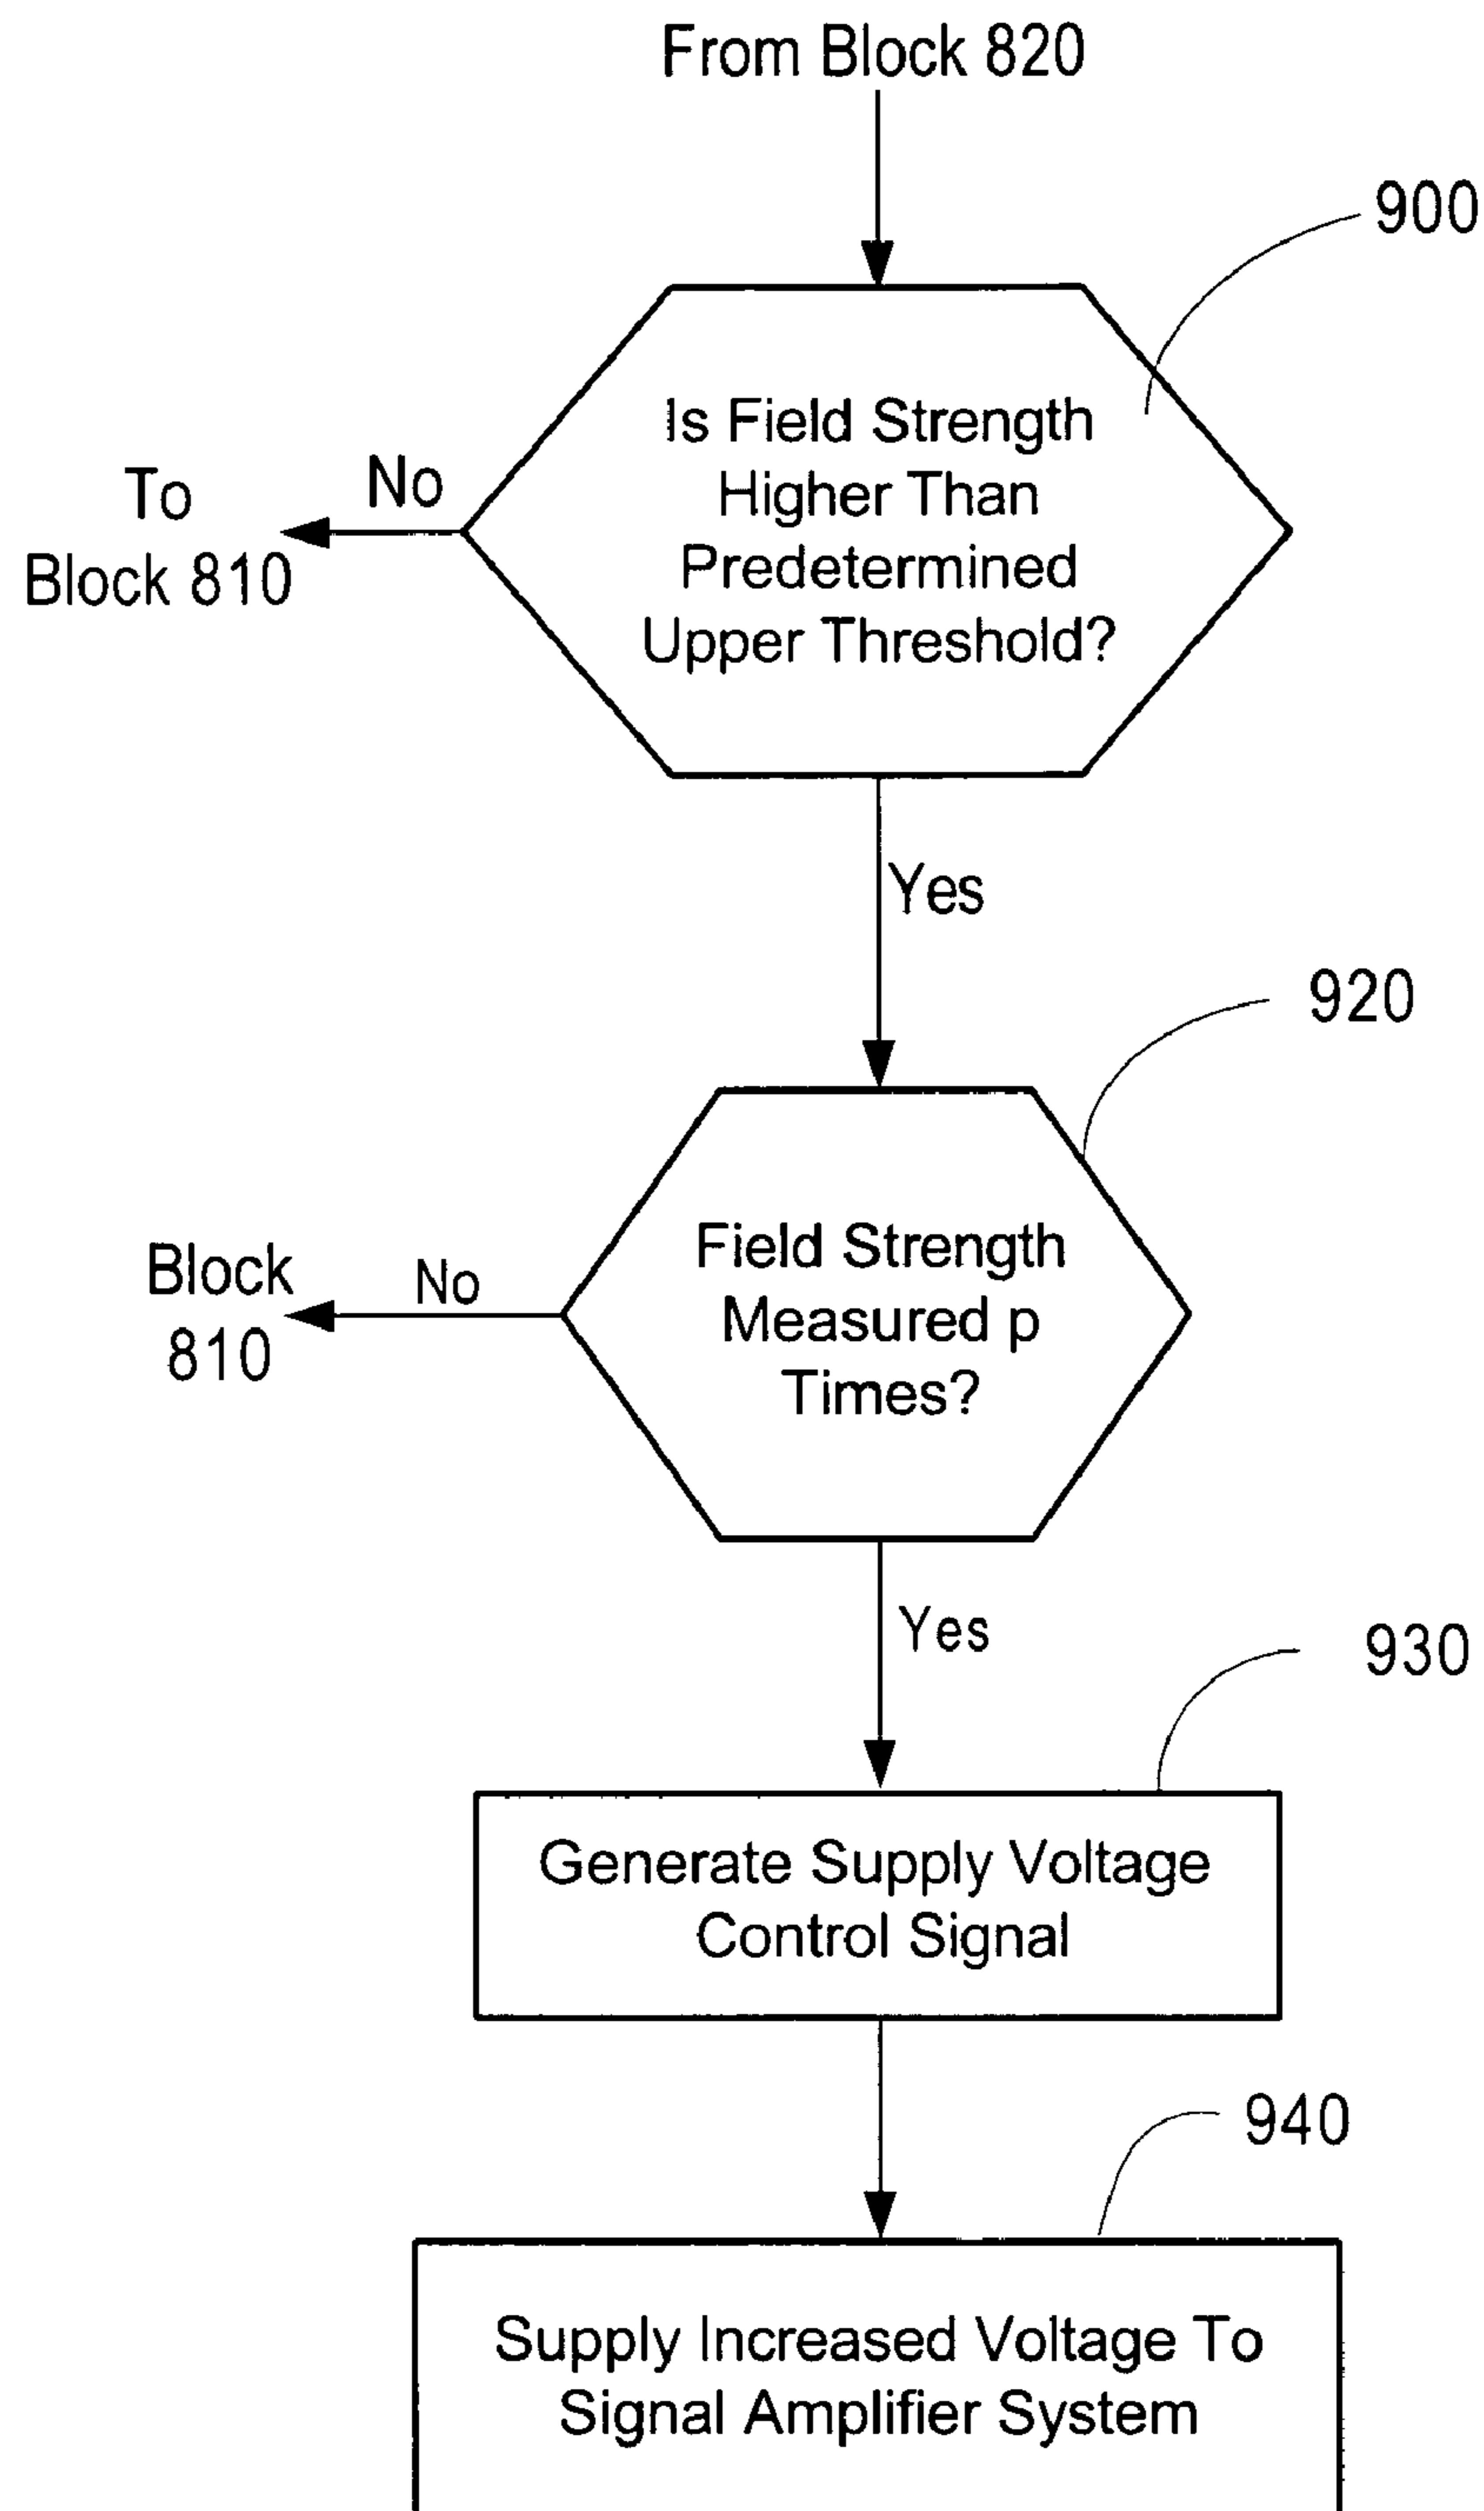 From Block 820
900
Is Field Strength
Higher Than
Predetermined
Upper Threshold?
No
To
Block 810
Yes
920
Field Strength
Measured p
Times?
No
Block
810
Yes
930
Generate Supply Voltage
Control Signal
940
Supply Increased Voltage To
Signal Amplifier System